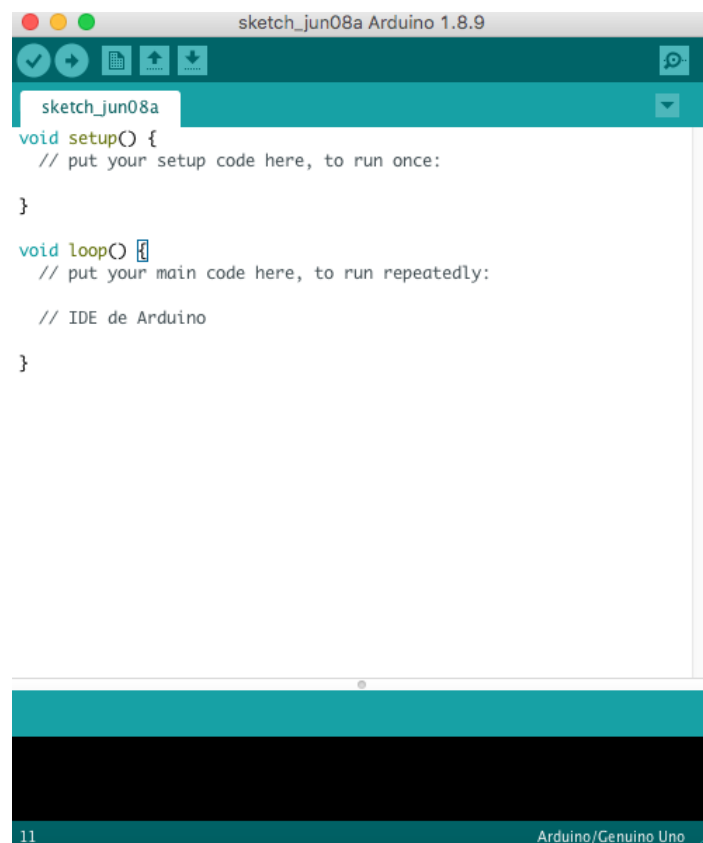 sketch_jun08a Arduino 1.8.9
sketch_jun08a
void setup() {
  // put your setup code here, to run once:
}
void loop() {
  // put your main code here, to run repeatedly:
  // IDE de Arduino
}
11 Arduino/Genuino Uno